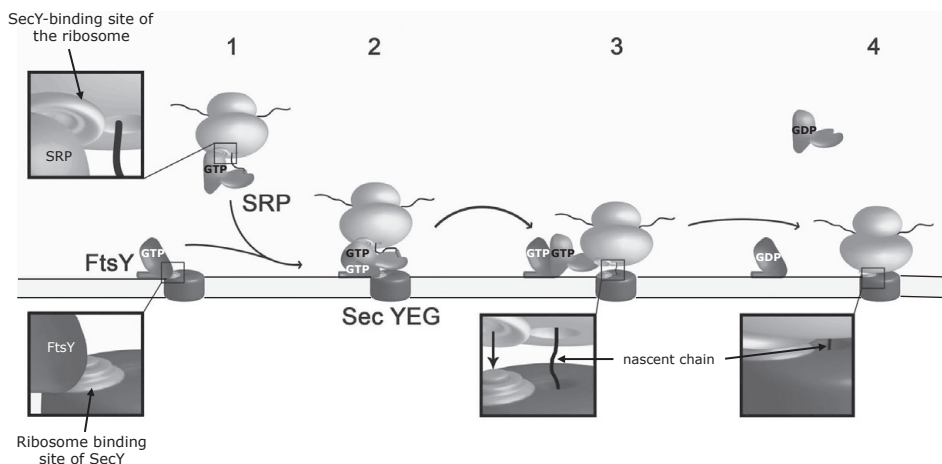 SecY-binding site of
the ribosome
1
2
3
4
SRP
GTP
SRP
GDP
FtsY
GTP
GTP
GTP
GTP
GTP
GDP
Sec YEG
FtsY
nascent chain
Ribosome binding
site of SecY